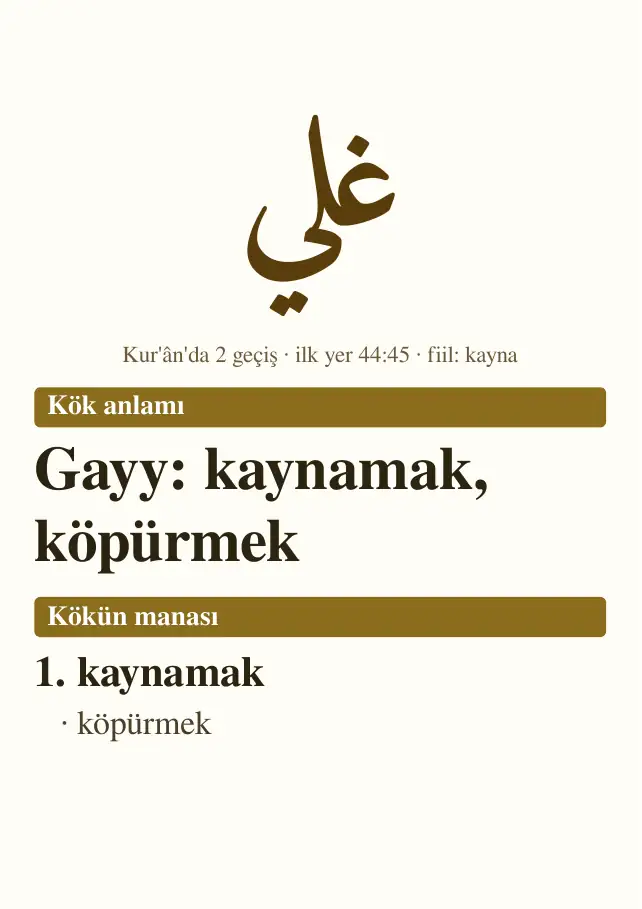 غلي
Kur'ân'da 2 geçiş · ilk yer 44:45 · fiil: kayna
Kök anlamı
Gayy: kaynamak,
köpürmek
Kökün manası
1. kaynamak
· köpürmek